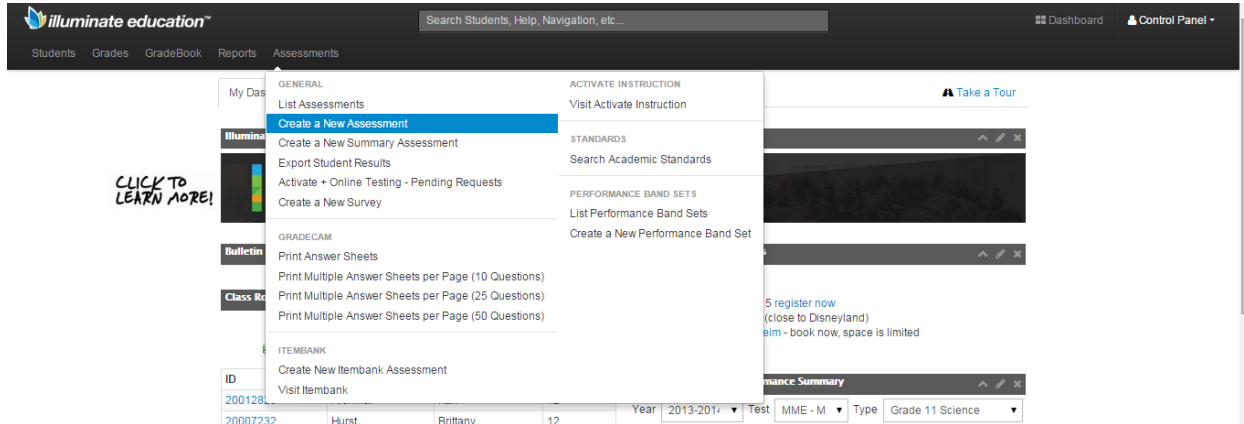 illuminate education™
Search Students, Help, Navigation, etc...
Dashboard
Control Panel
Students Grades GradeBook Reports Assessments
My Das
Take a Tour
GENERAL
List Assessments
Create a New Assessment
Create a New Summary Assessment
Export Student Results
Activate + Online Testing - Pending Requests
Create a New Survey
GRADECAM
Print Answer Sheets
Print Multiple Answer Sheets per Page (10 Questions)
Print Multiple Answer Sheets per Page (25 Questions)
Print Multiple Answer Sheets per Page (50 Questions)
ITEMBANK
Create New Itembank Assessment
Visit Itembank
ACTIVATE INSTRUCTION
Visit Activate Instruction
STANDARDS
Search Academic Standards
PERFORMANCE BAND SETS
List Performance Band Sets
Create a New Performance Band Set
Illumina
CLICK TO
LEARN MORE!
Bulletin
Class Ro
5 register now
(close to Disneyland)
eim - book now, space is limited
ID
20007232 Hurst Brittany 12
mance Summary
Year 2013-201 Test MME - M Type Grade 11 Science